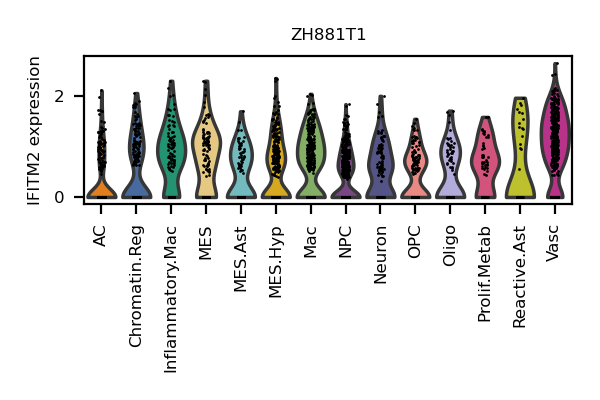 ZH881T1
IFITM2 expression
2
0
AC
Chromatin.Reg
Inflammatory.Mac
MES
MES.Ast
MES.Hyp
Mac
NPC
Neuron
OPC
Oligo
Prolif.Metab
Reactive.Ast
Vasc